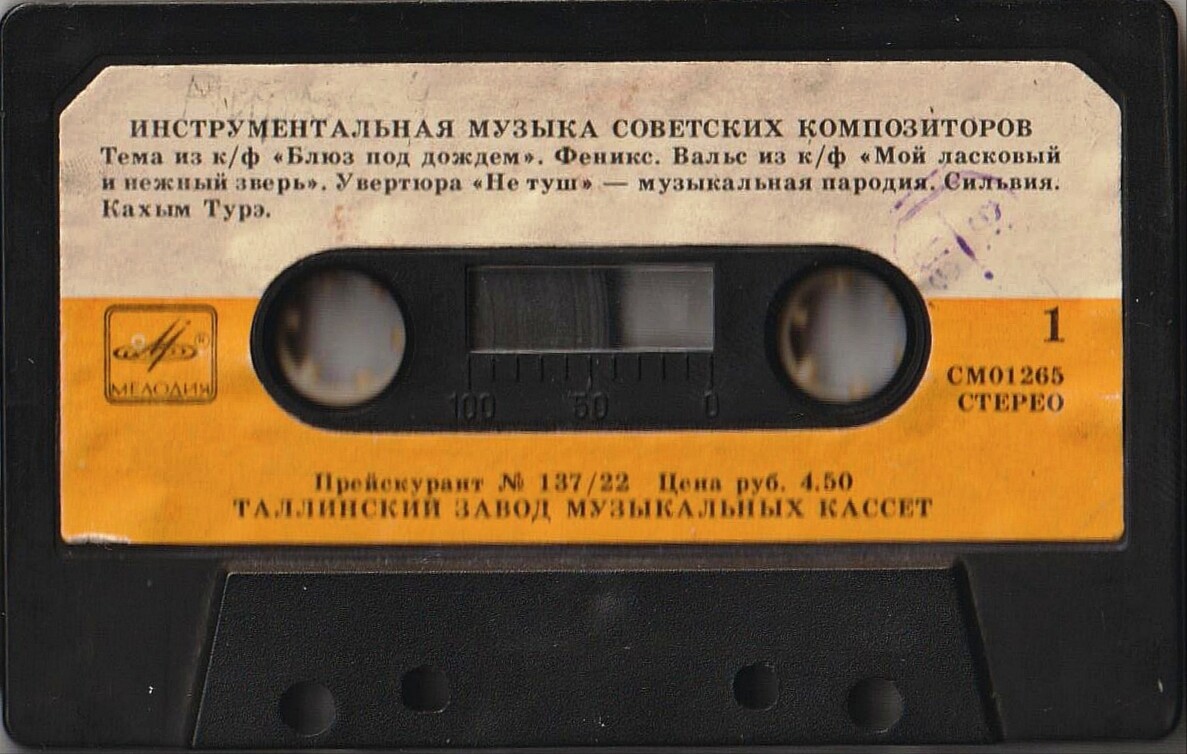 ИНСТРУМЕНТАЛЬНАЯ МУЗЫКА СОВЕТСКИХ КОМПОЗИТОРОВ
Тема из к/ф «Блюз под дождем». Феникс. Вальс из к/ф «Мой ласковый
и нежный зверь». Увертюра «Не туш» — музыкальная пародия. Сильвия.
Кахым Турэ.
МЕЛОДИЯ
1
СМ01265
СТЕРЕО
100 50 0
Прейскурант № 137/22 Цена руб. 4.50
ТАЛЛИНСКИЙ ЗАВОД МУЗЫКАЛЬНЫХ КАССЕТ